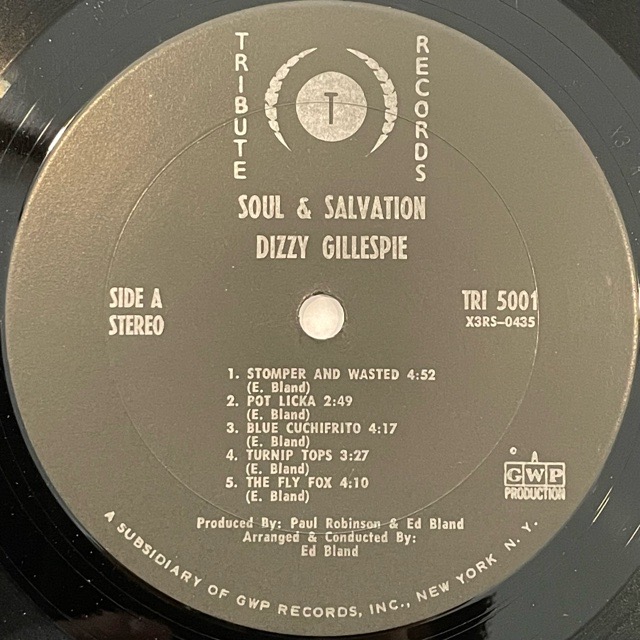 TRIBUTE
T
RECORDS
SOUL & SALVATION
DIZZY GILLESPIE
SIDE A
STEREO
TRI 5001
X3RS-0435
1. STOMPER AND WASTED 4:52
(E. Bland)
2. POT LICKA 2:49
(E. Bland)
3. BLUE CUCHIFRITO 4:17
(E. Bland)
4. TURNIP TOPS 3:27
(E. Bland)
5. THE FLY FOX 4:10
(E. Bland)
A
GWP
PRODUCTION
Produced By: Paul Robinson & Ed Bland
Arranged & Conducted By:
Ed Bland
A SUBSIDIARY OF GWP RECORDS, INC., NEW YORK N. Y.